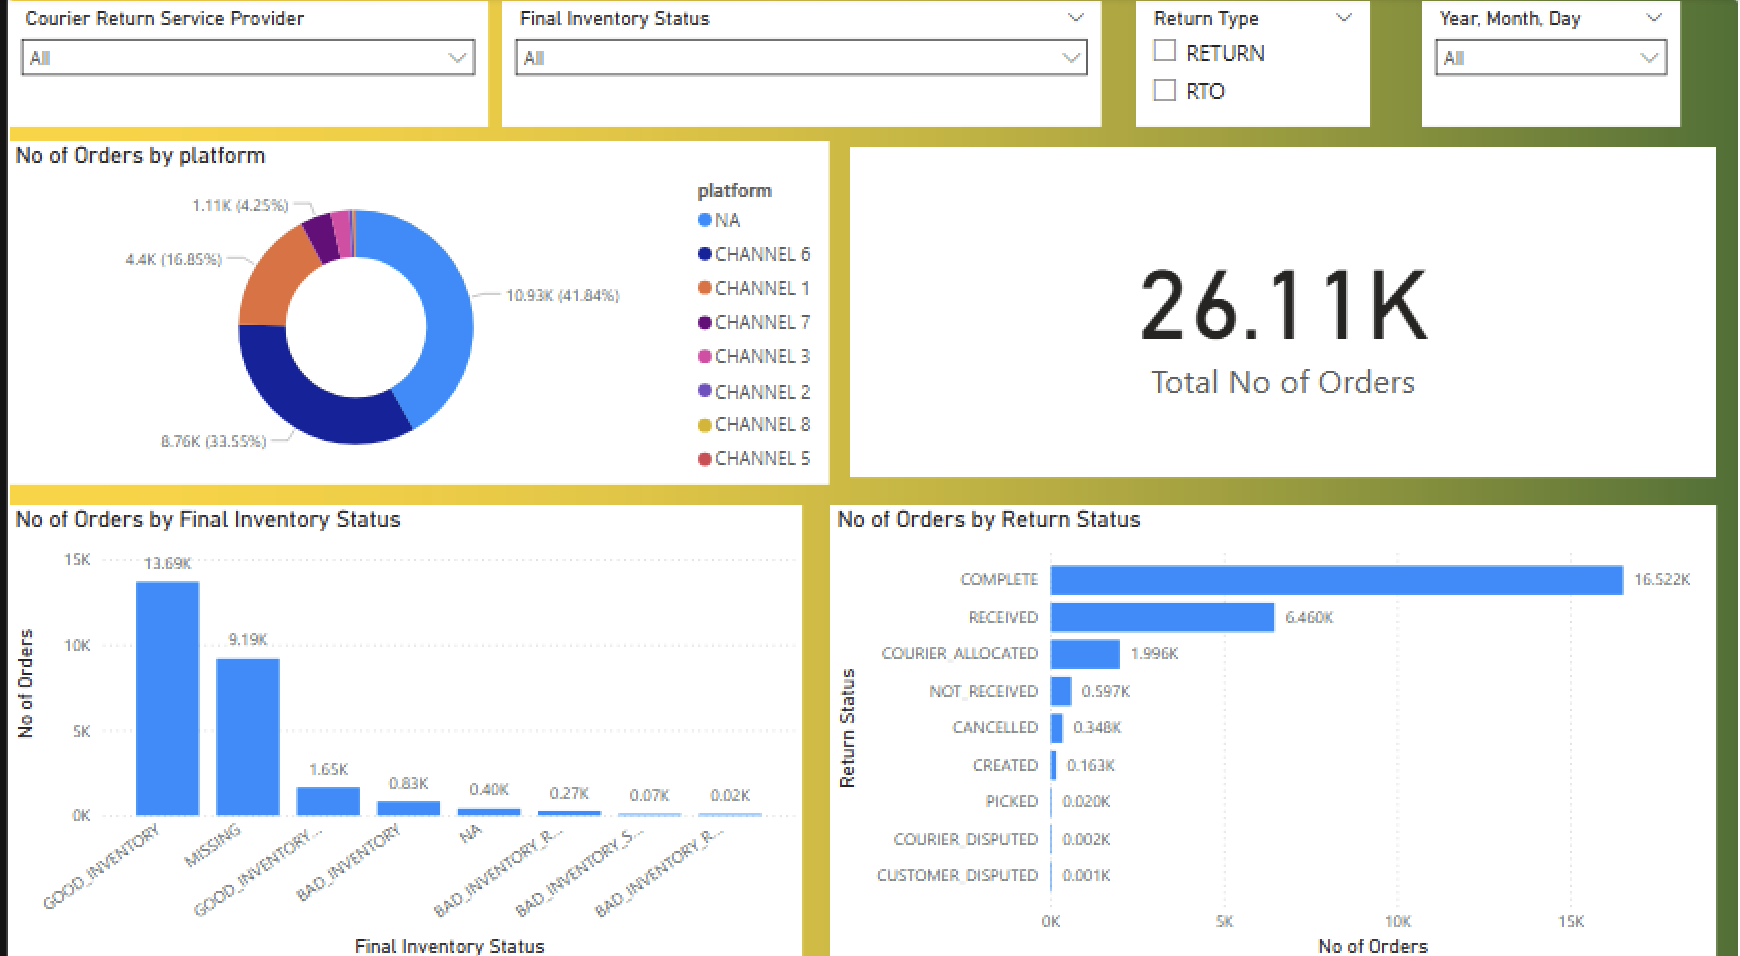 Courier Return Service Provider
All
Final Inventory Status
All
Return Type
RETURN
RTO
Year, Month, Day
All
No of Orders by platform
1.11K (4.25%)
4.4K (16.85%)
10.93K (41.84%)
8.76K (33.55%)
platform
NA
CHANNEL 6
CHANNEL 1
CHANNEL 7
CHANNEL 3
CHANNEL 2
CHANNEL 8
CHANNEL 5
26.11K
Total No of Orders
No of Orders by Final Inventory Status
No of Orders
15K
10K
5K
0K
13.69K
9.19K
1.65K
0.83K
0.40K
0.27K
0.07K
0.02K
GOOD_INVENTORY
MISSING
GOOD_INVENTORY...
BAD_INVENTORY
NA
BAD_INVENTORY_R...
BAD_INVENTORY_S...
BAD_INVENTORY_R...
Final Inventory Status
No of Orders by Return Status
Return Status
COMPLETE 16.522K
RECEIVED 6.460K
COURIER_ALLOCATED 1.996K
NOT_RECEIVED 0.597K
CANCELLED 0.348K
CREATED 0.163K
PICKED 0.020K
COURIER_DISPUTED 0.002K
CUSTOMER_DISPUTED 0.001K
0K 5K 10K 15K
No of Orders